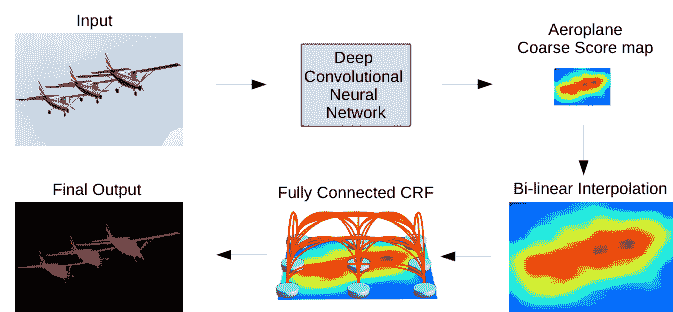 Input
Deep
Convolutional
Neural
Network
Aeroplane
Coarse Score map
Final Output
Fully Connected CRF
Bi-linear Interpolation